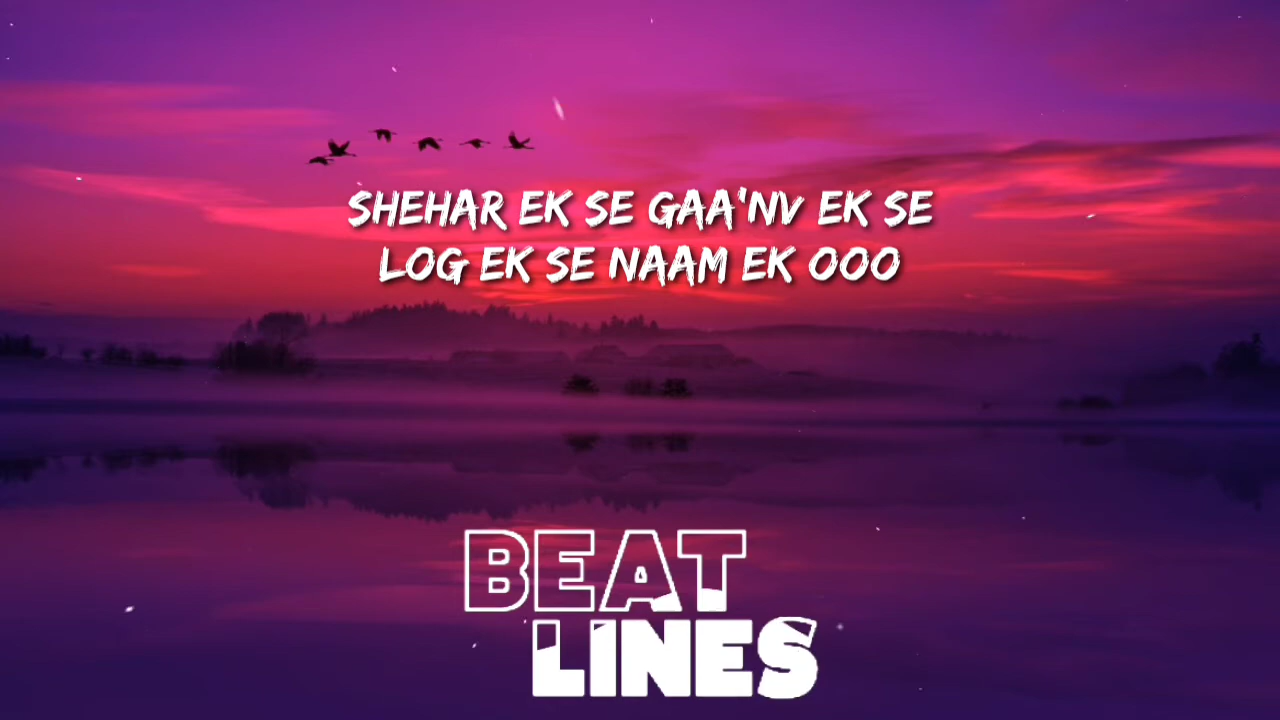 SHEHAR EK SE GAA'NV EK SE
LOG EK SE NAAM EK OOO
BEAT
LINES